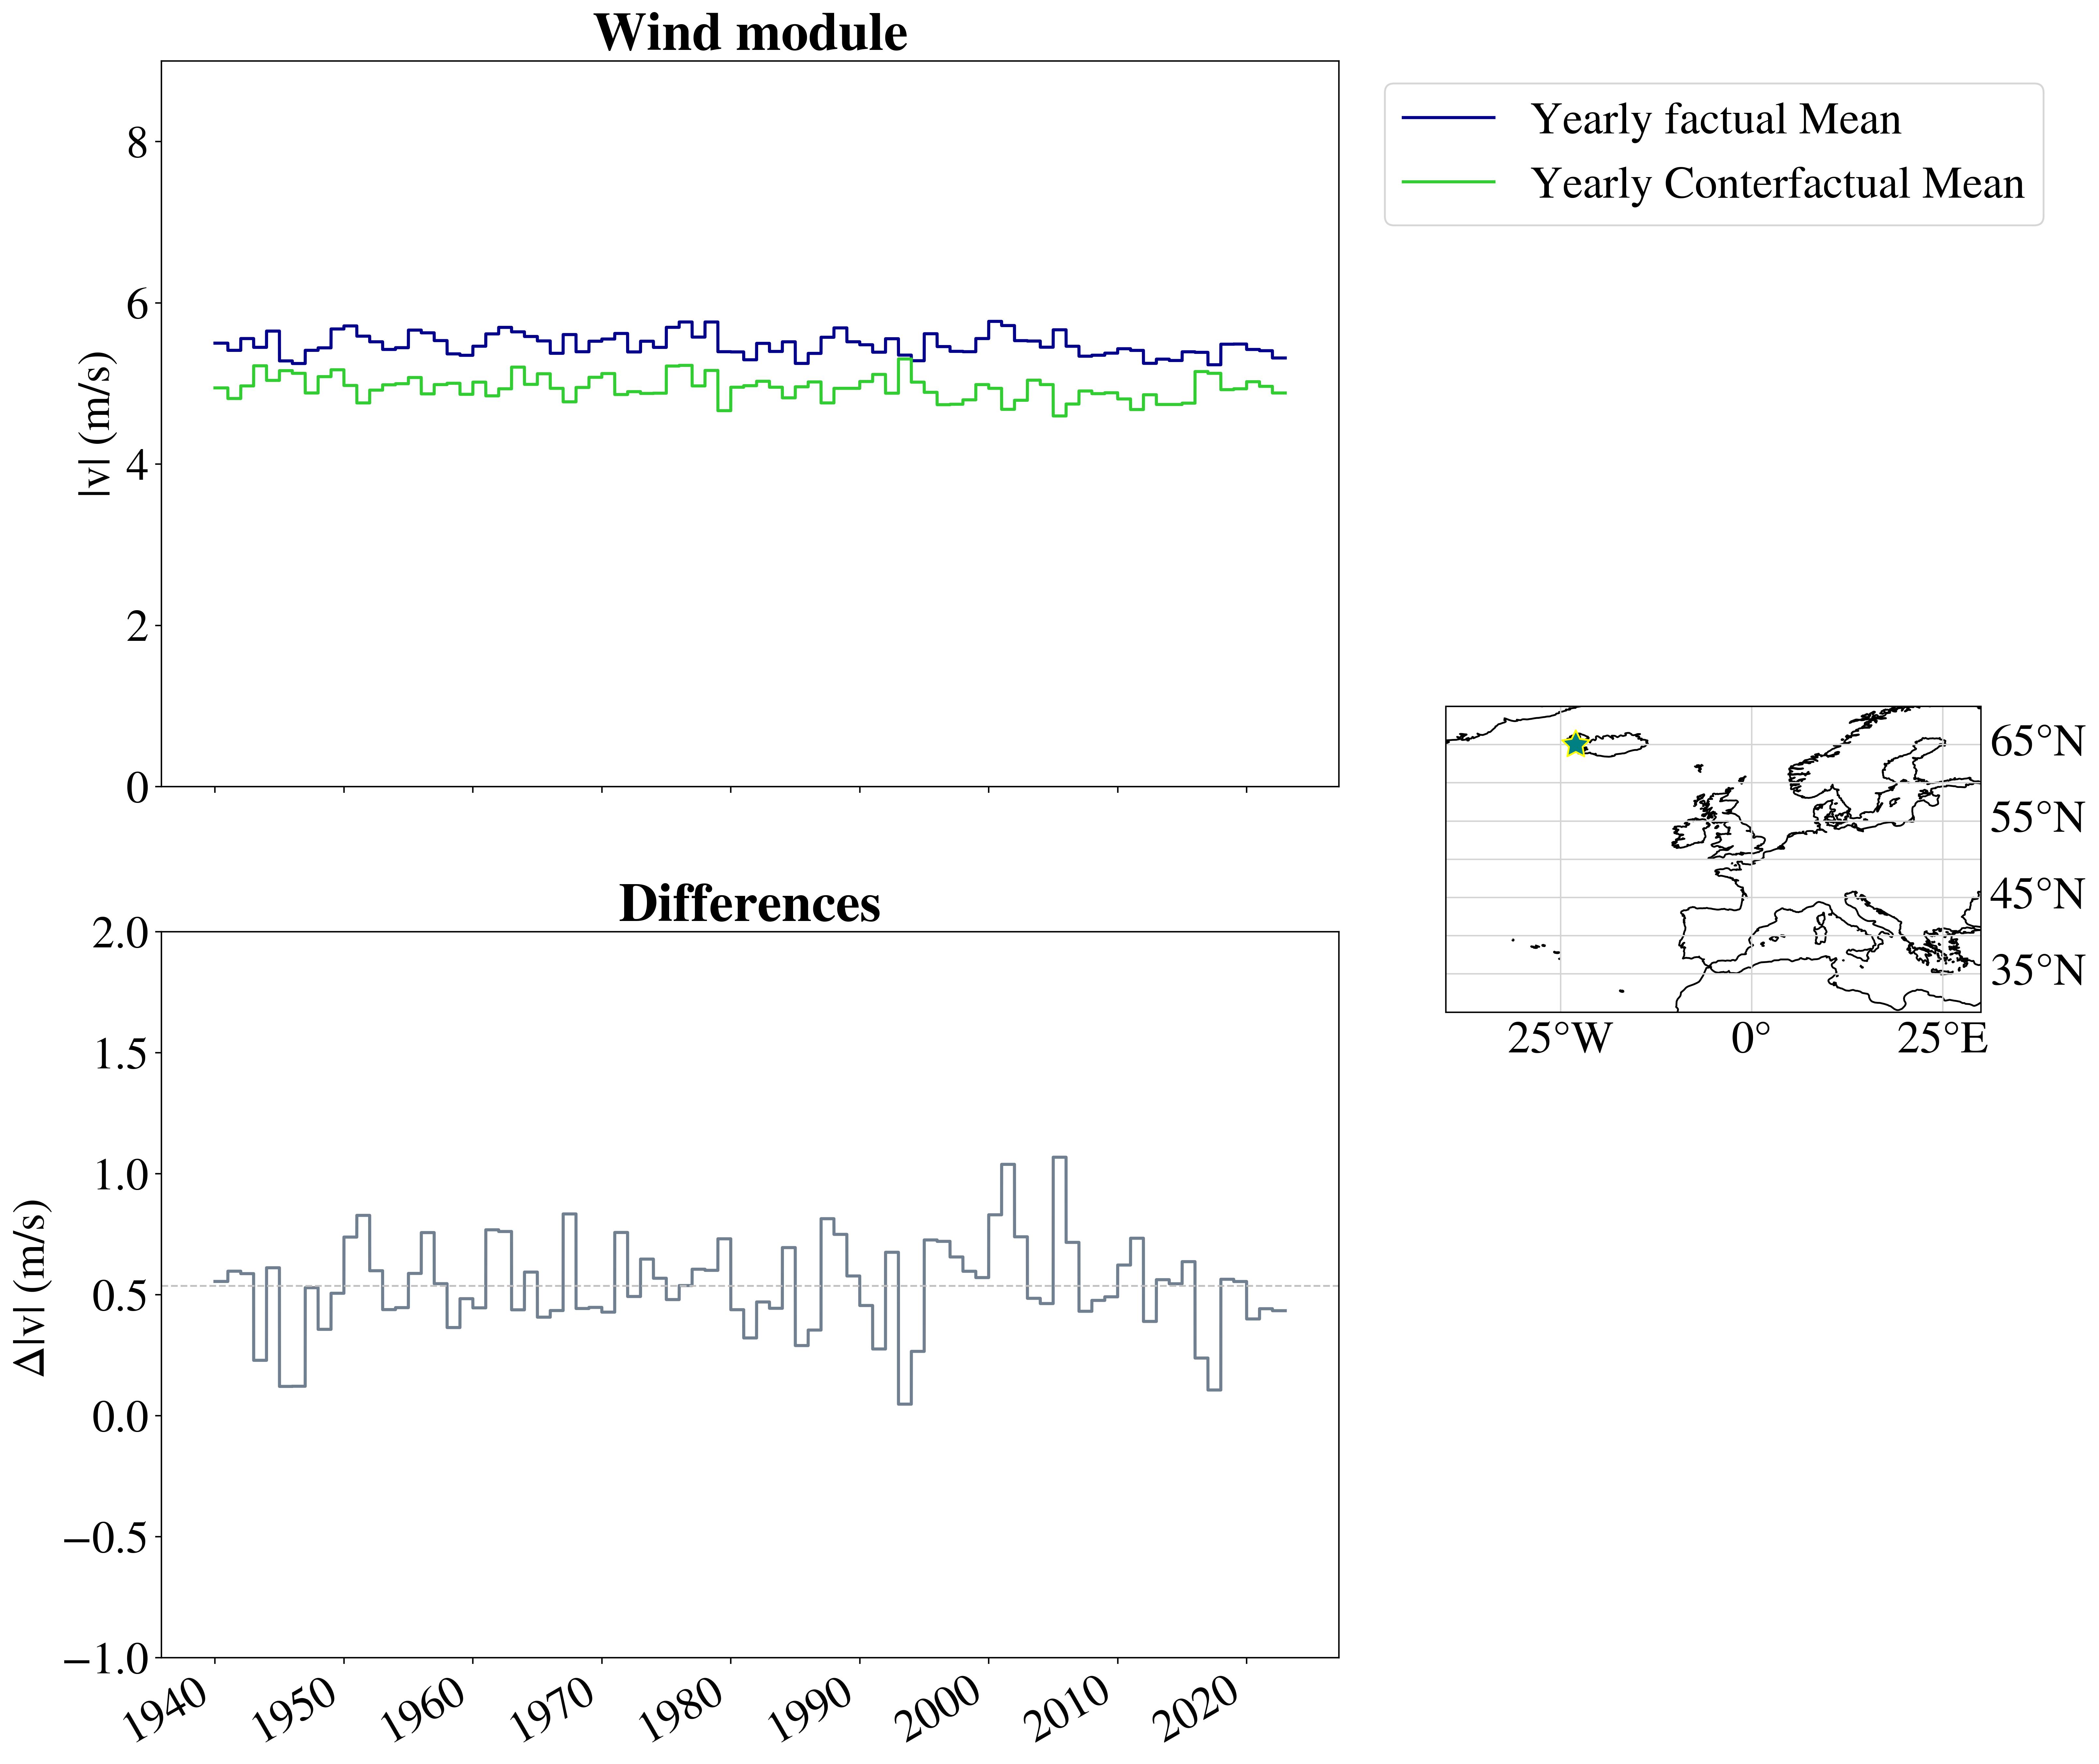 Wind module
|v| (m/s)
8
6
4
2
0
Yearly factual Mean
Yearly Conterfactual Mean
65°N
55°N
45°N
35°N
25°W 0° 25°E
Differences
Δ|v| (m/s)
2.0
1.5
1.0
0.5
0.0
−0.5
−1.0
1940 1950 1960 1970 1980 1990 2000 2010 2020